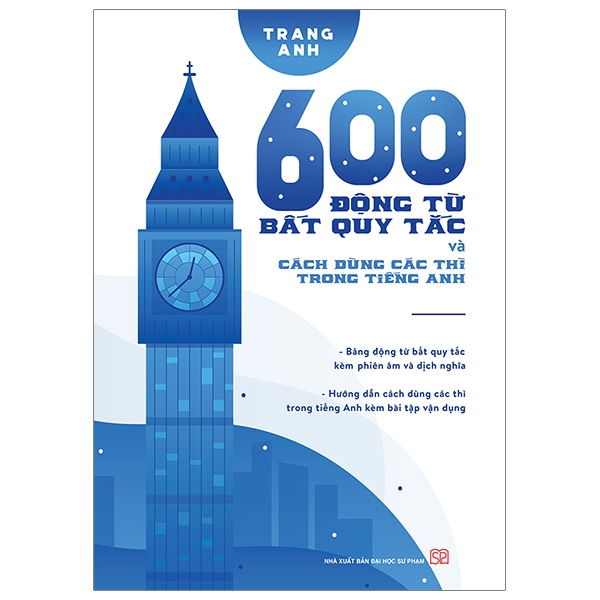 TRANG
ANH
600
ĐỘNG TỪ
BẤT QUY TẮC
và
CÁCH DÙNG CÁC THÌ
TRONG TIẾNG ANH
- Bảng động từ bất quy tắc
kèm phiên âm và dịch nghĩa
- Hướng dẫn cách dùng các thì
trong tiếng Anh kèm bài tập vận dụng
NHÀ XUẤT BẢN ĐẠI HỌC SƯ PHẠM
SP